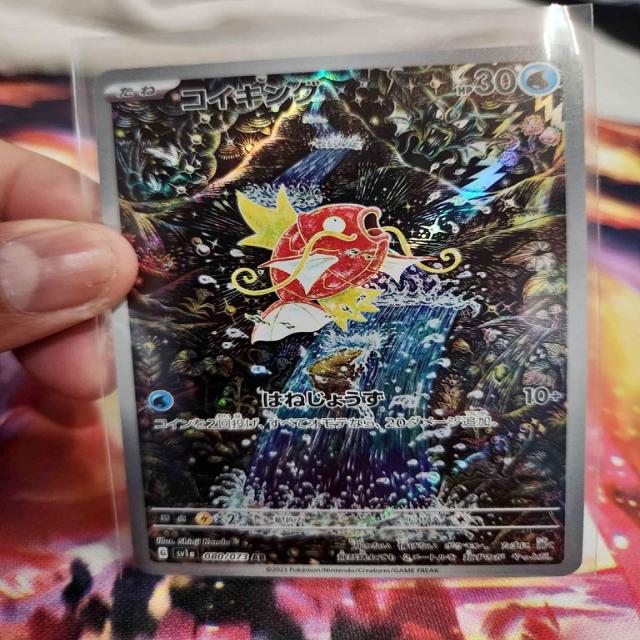 たね
コイキング
HP30
はねじょうず
10+
コインを2回投げ、すべてオモテなら、20ダメージ追加。
×2
Illus. Shinji Kanda
G sv1a 080/073 AR
©2023 Pokémon/Nintendo/Creatures/GAME FREAK